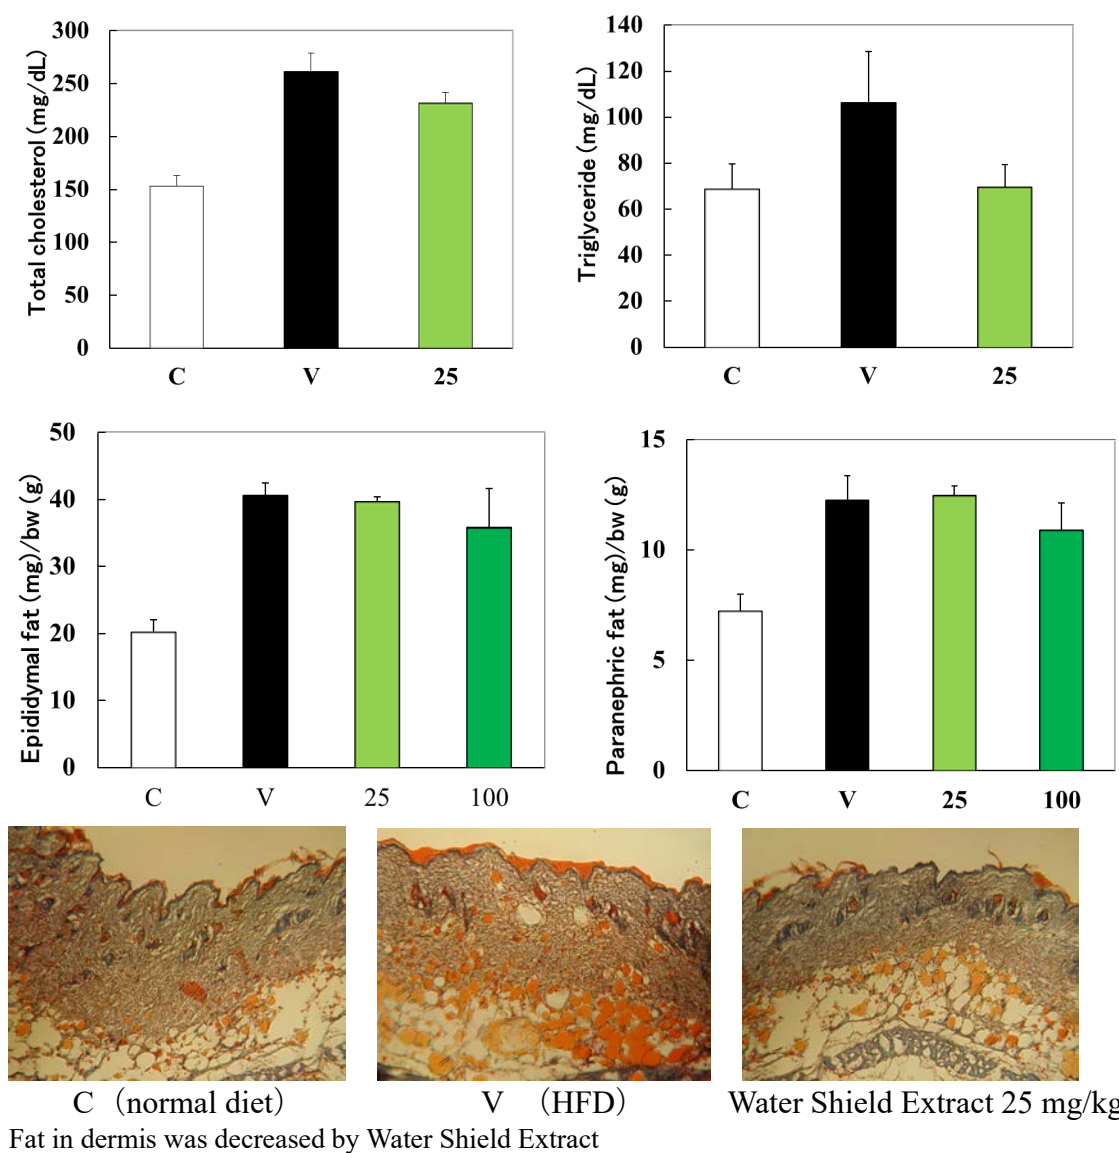 Total cholesterol (mg/dL)
300
250
200
150
100
50
0
C V 25
Triglyceride (mg/dL)
140
120
100
80
60
40
20
0
C V 25
Epididymal fat (mg)/bw (g)
50
40
30
20
10
0
C V 25 100
Paranephric fat (mg)/bw (g)
15
10
5
0
C V 25 100
C (normal diet) V (HFD) Water Shield Extract 25 mg/kg
Fat in dermis was decreased by Water Shield Extract